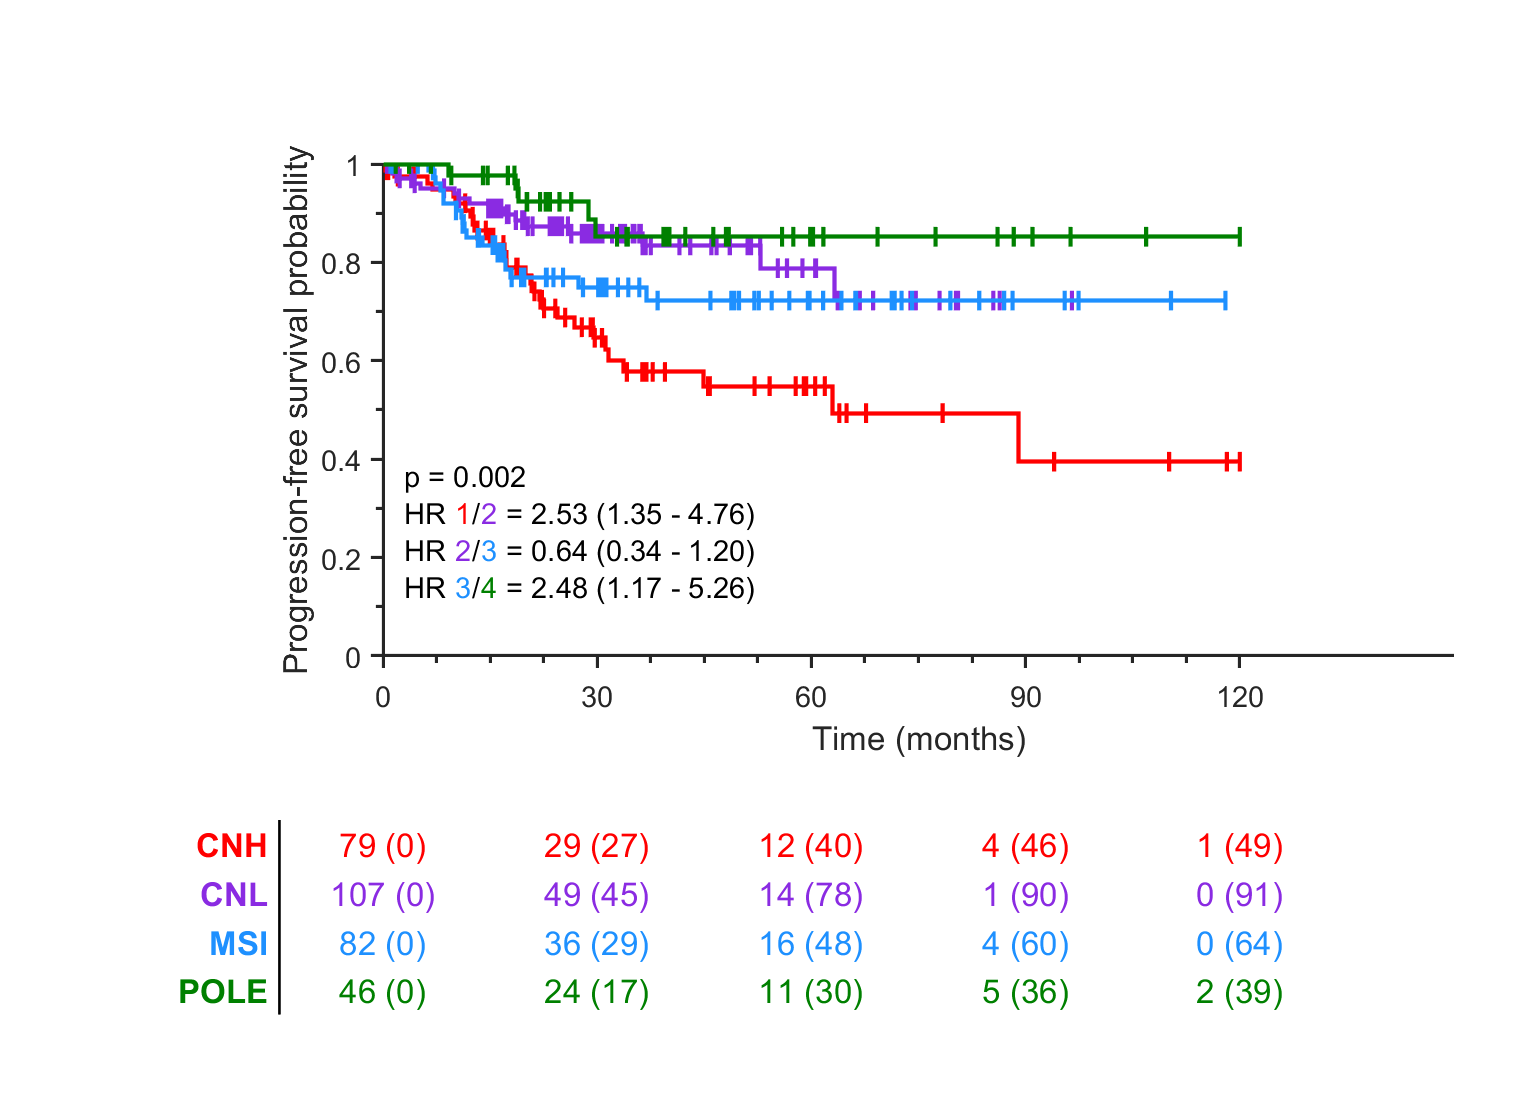 Progression-free survival probability
1
0.8
0.6
0.4
0.2
0
p = 0.002
HR 1/2 = 2.53 (1.35 - 4.76)
HR 2/3 = 0.64 (0.34 - 1.20)
HR 3/4 = 2.48 (1.17 - 5.26)
0 30 60 90 120
Time (months)
CNH 79 (0) 29 (27) 12 (40) 4 (46) 1 (49)
CNL 107 (0) 49 (45) 14 (78) 1 (90) 0 (91)
MSI 82 (0) 36 (29) 16 (48) 4 (60) 0 (64)
POLE 46 (0) 24 (17) 11 (30) 5 (36) 2 (39)